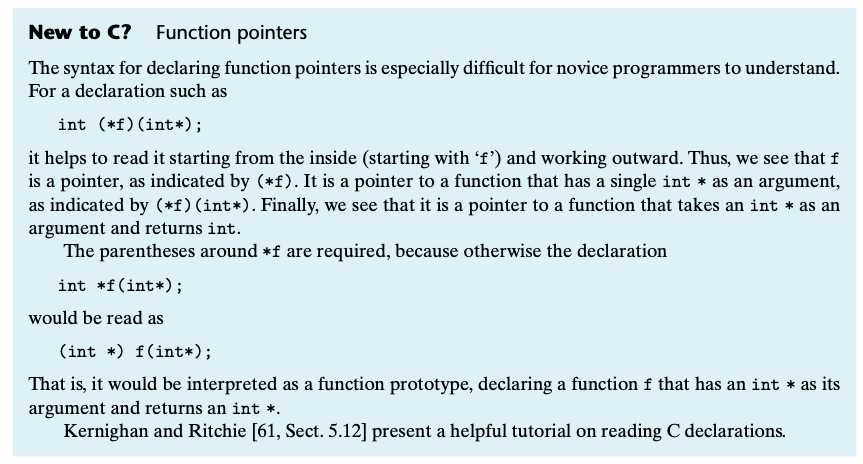 New to C? Function pointers
The syntax for declaring function pointers is especially difficult for novice programmers to understand.
For a declaration such as
int (*f)(int*);
it helps to read it starting from the inside (starting with ‘f’) and working outward. Thus, we see that f
is a pointer, as indicated by (*f). It is a pointer to a function that has a single int * as an argument,
as indicated by (*f)(int*). Finally, we see that it is a pointer to a function that takes an int * as an
argument and returns int.
The parentheses around *f are required, because otherwise the declaration
int *f(int*);
would be read as
(int *) f(int*);
That is, it would be interpreted as a function prototype, declaring a function f that has an int * as its
argument and returns an int *.
Kernighan and Ritchie [61, Sect. 5.12] present a helpful tutorial on reading C declarations.